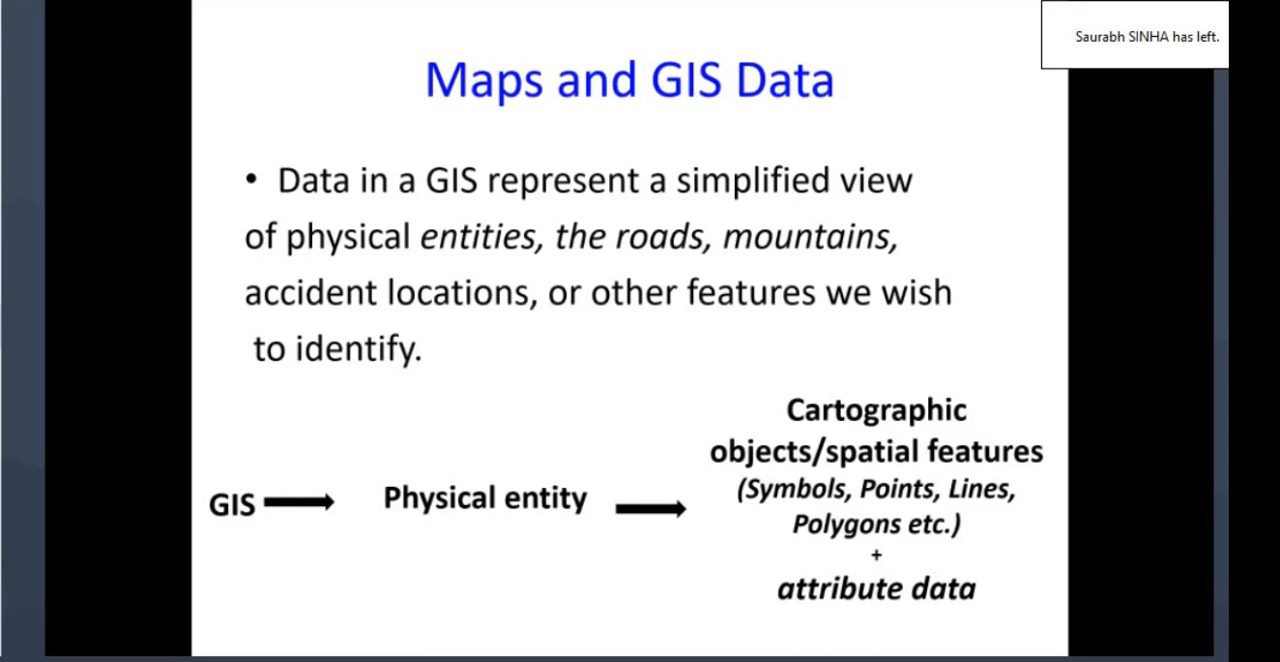 Saurabh SINHA has left.
Maps and GIS Data
• Data in a GIS represent a simplified view
of physical entities, the roads, mountains,
accident locations, or other features we wish
to identify.
GIS
Physical entity
Cartographic
objects/spatial features
(Symbols, Points, Lines,
Polygons etc.)
+
attribute data